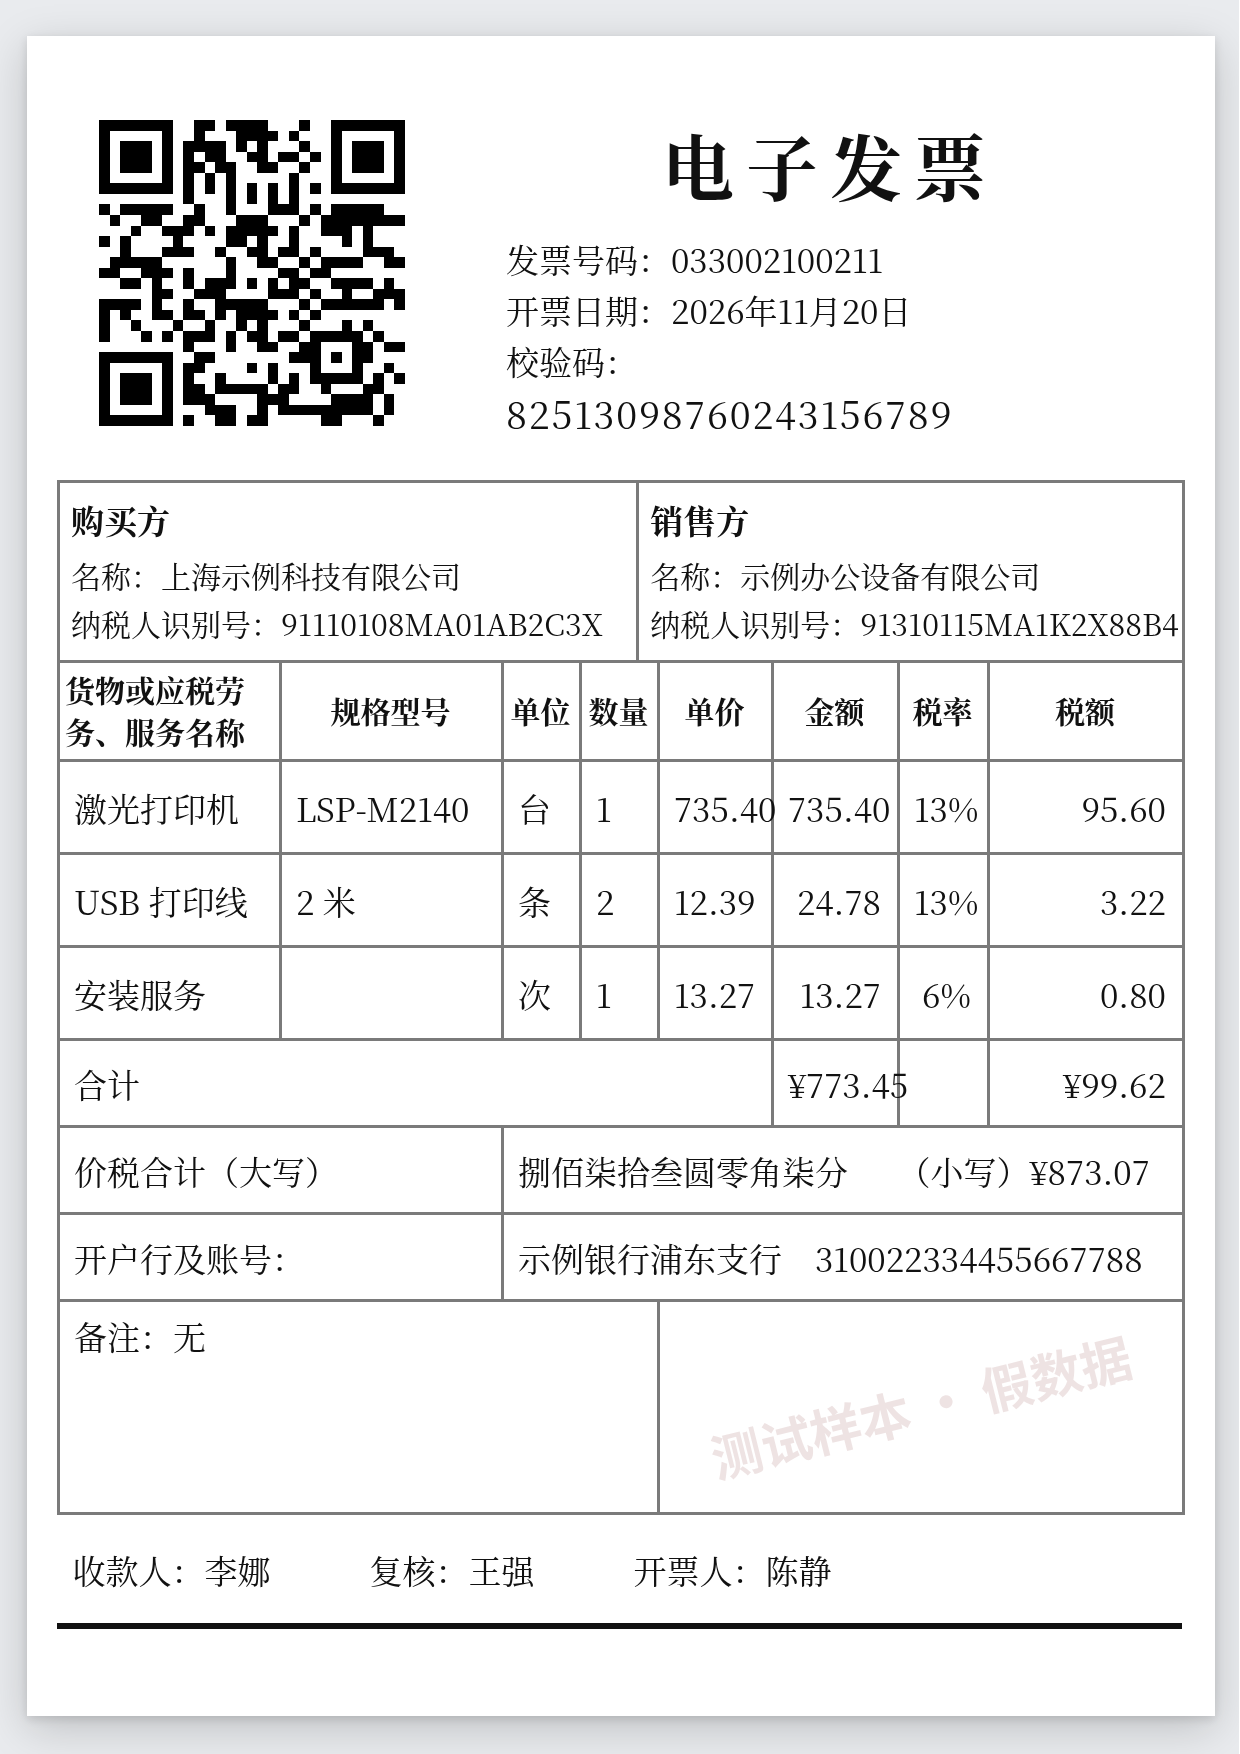 电子发票
发票号码：033002100211
开票日期：2026年11月20日
校验码：
82513098760243156789
购买方
名称：上海示例科技有限公司
纳税人识别号：91110108MA01AB2C3X
销售方
名称：示例办公设备有限公司
纳税人识别号：91310115MA1K2X88B4
货物或应税劳务、服务名称 规格型号 单位 数量 单价 金额 税率 税额
激光打印机 LSP-M2140 台 1 735.40 735.40 13% 95.60
USB 打印线 2 米 条 2 12.39 24.78 13% 3.22
安装服务 次 1 13.27 13.27 6% 0.80
合计 ¥773.45 ¥99.62
价税合计（大写） 捌佰柒拾叁圆零角柒分 （小写）¥873.07
开户行及账号： 示例银行浦东支行 310022334455667788
备注：无
测试样本 · 假数据
收款人：李娜 复核：王强 开票人：陈静